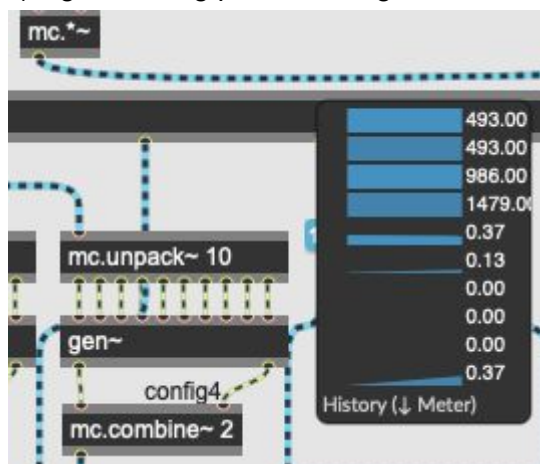 mc.*~
493.00
493.00
986.00
1479.00
0.37
0.13
0.00
0.00
0.00
0.37
History (↓ Meter)
mc.unpack~ 10
gen~
config4
mc.combine~ 2